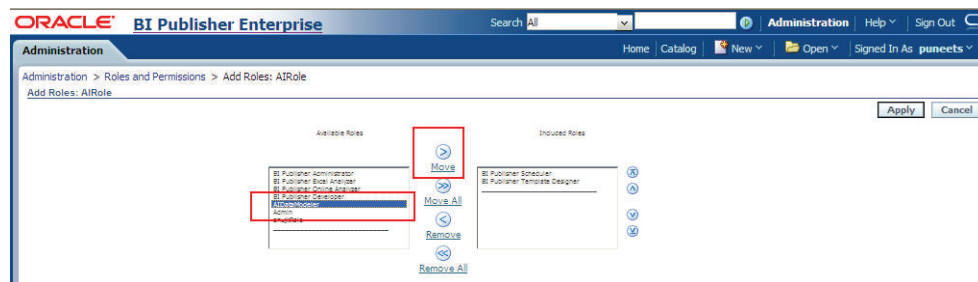 ORACLE BI Publisher Enterprise Search All Administration Help Sign Out
Administration Home Catalog New Open Signed In As puneets
Administration > Roles and Permissions > Add Roles: AIRole
Add Roles: AIRole
Apply Cancel
Available Roles Included Roles
Move
BI Publisher Administrator
BI Publisher Excel Analyzer
BI Publisher Online Analyzer
BI Publisher Developer
AIDataModeler
Admin
BI Publisher Scheduler
BI Publisher Template Designer
Move All
Remove
Remove All